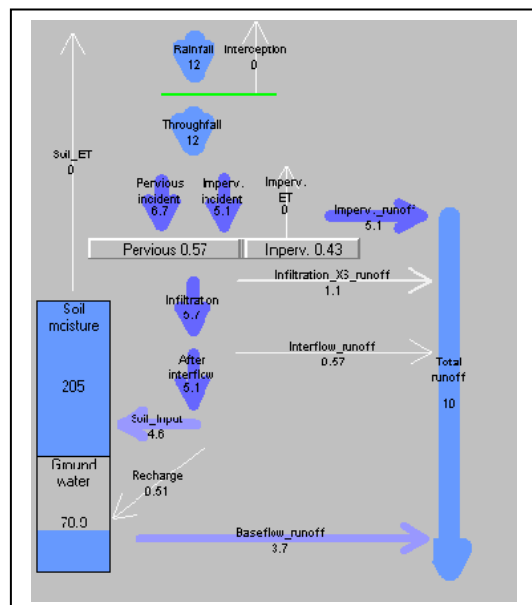 Rainfall
12
Interception
0
Throughfall
12
Soil_ET
0
Pervious
incident
6.7
Imperv.
incident
5.1
Imperv.
ET
0
Imperv._runoff
5.1
Pervious 0.57
Imperv. 0.43
Infiltration_XS_runoff
1.1
Infiltration
5.7
Interflow_runoff
0.57
After
interflow
5.1
Total
runoff
10
Soil
moisture
205
Soil_Input
4.6
Ground
water
70.9
Recharge
0.51
Baseflow_runoff
3.7